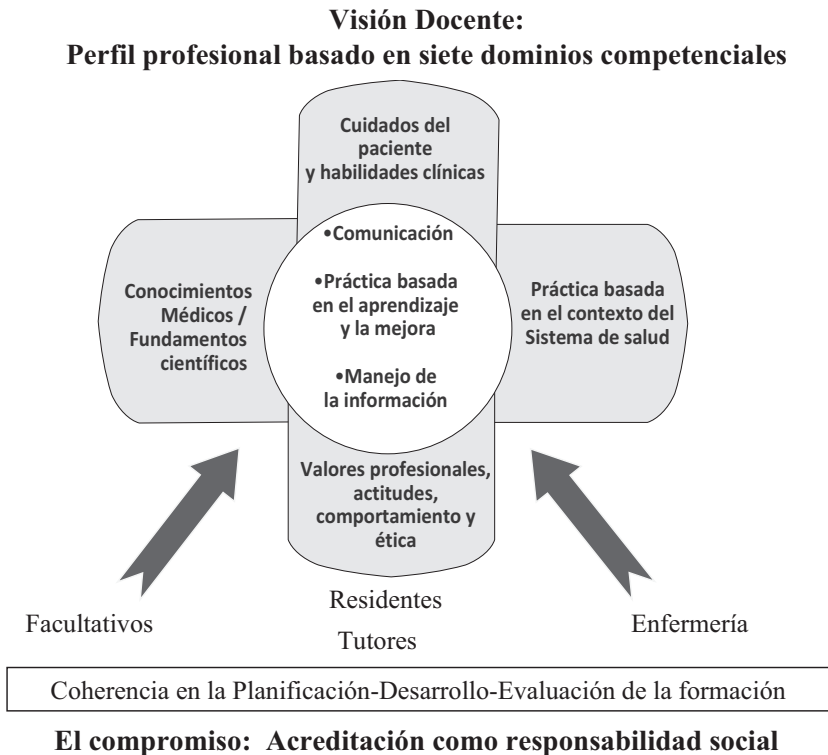 Visión Docente:
Perfil profesional basado en siete dominios competenciales
Cuidados del
paciente
y habilidades clínicas
Conocimientos
Médicos /
Fundamentos
científicos
•Comunicación
•Práctica basada
en el aprendizaje
y la mejora
•Manejo de
la información
Práctica basada
en el contexto del
Sistema de salud
Valores profesionales,
actitudes,
comportamiento y
ética
Facultativos
Residentes
Tutores
Enfermería
Coherencia en la Planificación-Desarrollo-Evaluación de la formación
El compromiso: Acreditación como responsabilidad social